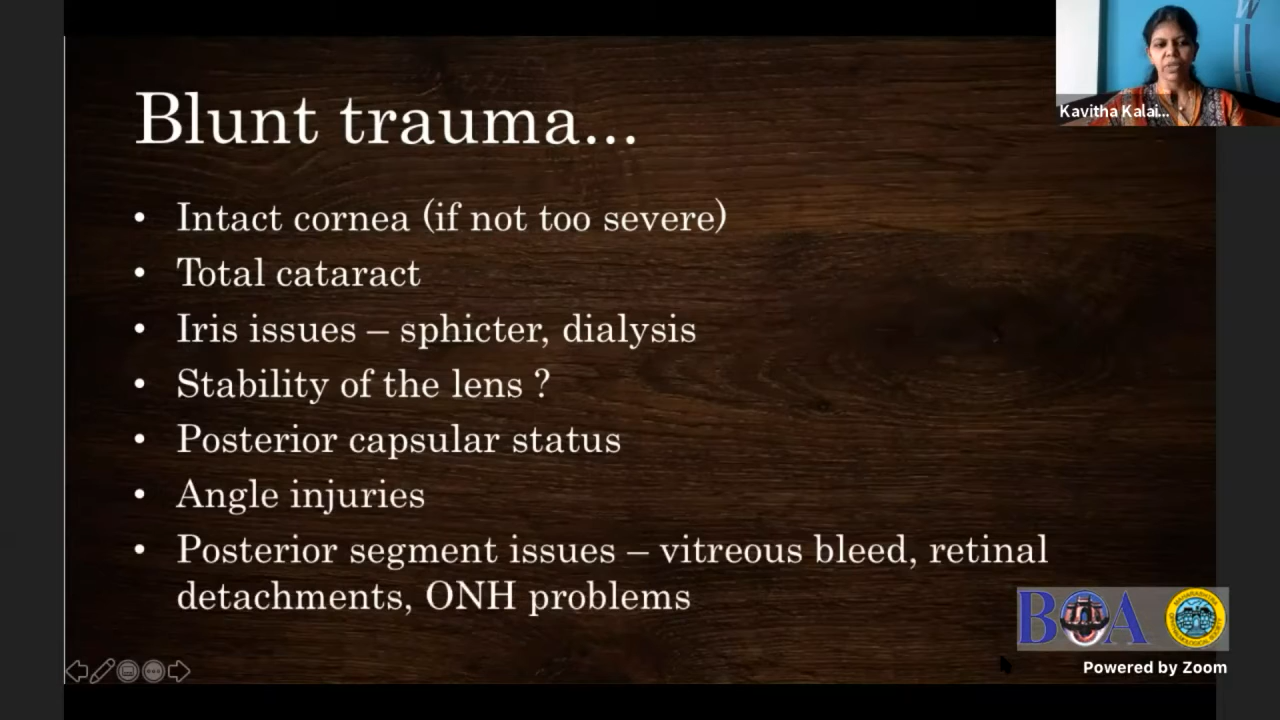 Blunt trauma...
Kavitha Kalai...
• Intact cornea (if not too severe)
• Total cataract
• Iris issues – sphicter, dialysis
• Stability of the lens ?
• Posterior capsular status
• Angle injuries
• Posterior segment issues – vitreous bleed, retinal
detachments, ONH problems
BOA
Powered by Zoom